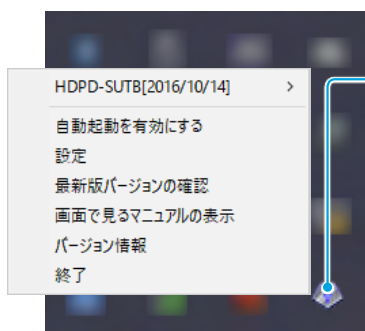 HDPD-SUTB[2016/10/14] >
自動起動を有効にする
設定
最新版バージョンの確認
画面で見るマニュアルの表示
バージョン情報
終了